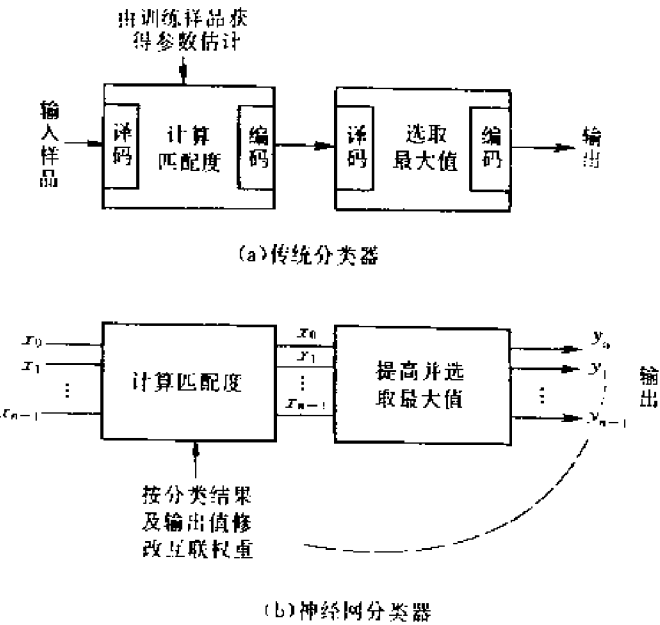 由训练样品获
得参数估计
输入样品
译码
计算
匹配度
编码
译码
选取
最大值
编码
输出
(a)传统分类器
x₀
x₁
⋮
xₙ₋₁
计算匹配度
x₀
x₁
⋮
xₙ₋₁
提高并选
取最大值
y₀
y₁
⋮
yₙ₋₁
输出
按分类结果
及输出值修
改互联权重
(b)神经网分类器